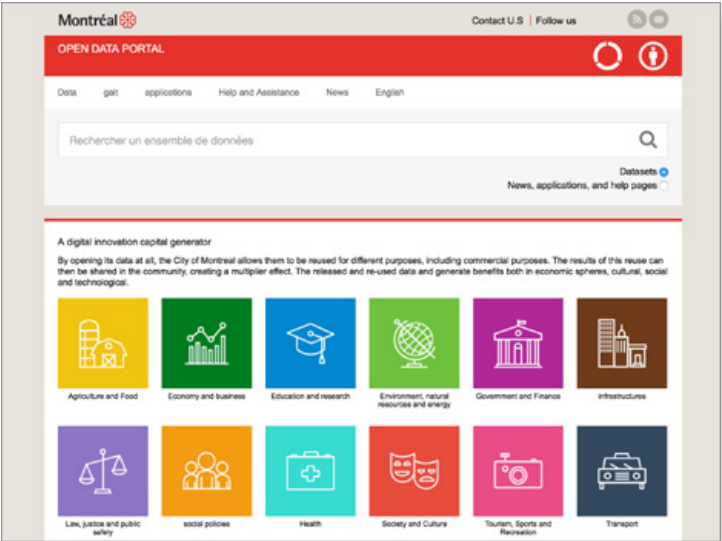 Montréal
Contact U.S | Follow us
OPEN DATA PORTAL
Data gait applications Help and Assistance News English
Rechercher un ensemble de données
Datasets
News, applications, and help pages
A digital innovation capital generator
By opening its data at all, the City of Montreal allows them to be reused for different purposes, including commercial purposes. The results of this reuse can
then be shared in the community, creating a multiplier effect. The released and re-used data and generate benefits both in economic spheres, cultural, social
and technological.
Agriculture and Food
Economy and business
Education and research
Environment, natural
resources and energy
Government and Finance
infrastructures
Law, justice and public
safety
social policies
Health
Society and Culture
Tourism, Sports and
Recreation
Transport